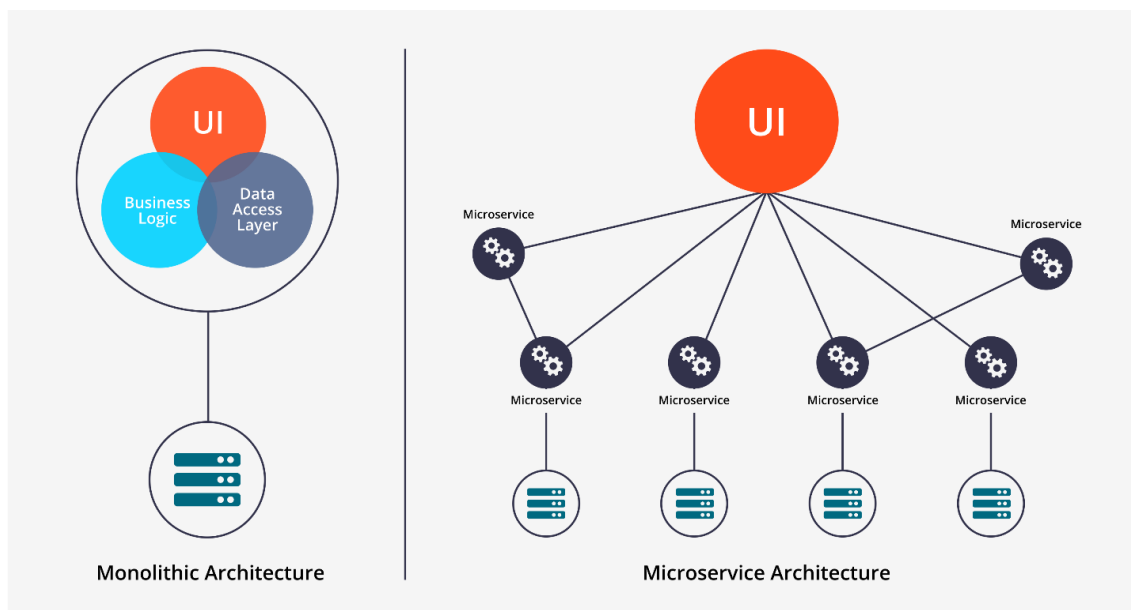 UI
Business
Logic
Data
Access
Layer
Monolithic Architecture
UI
Microservice
Microservice
Microservice
Microservice
Microservice
Microservice
Microservice Architecture